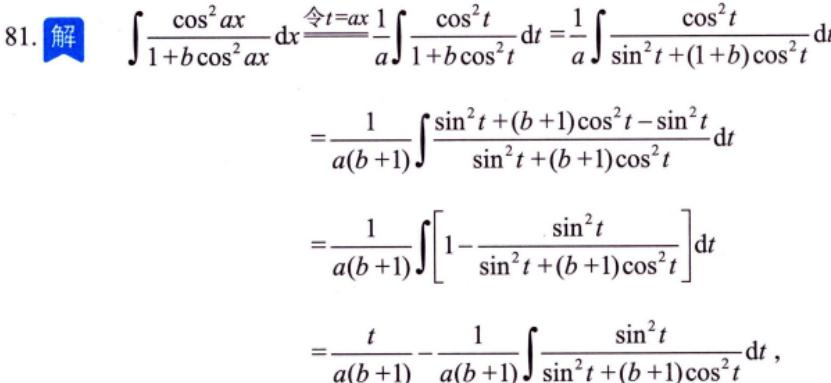 81. 解 ∫ cos²ax/(1+b cos²ax) dx ══(令t=ax) 1/a ∫ cos²t/(1+b cos²t) dt = 1/a ∫ cos²t/(sin²t+(1+b)cos²t) dt
= 1/(a(b+1)) ∫ (sin²t+(b+1)cos²t−sin²t)/(sin²t+(b+1)cos²t) dt
= 1/(a(b+1)) ∫ [1− sin²t/(sin²t+(b+1)cos²t)] dt
= t/(a(b+1)) − 1/(a(b+1)) ∫ sin²t/(sin²t+(b+1)cos²t) dt ,